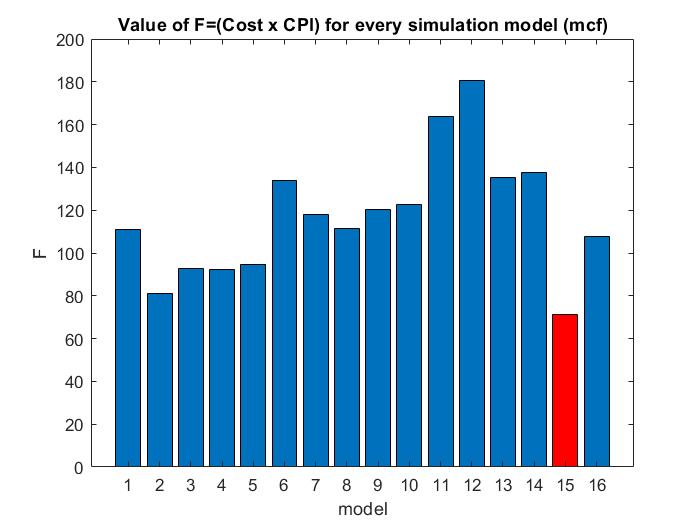 Value of F=(Cost x CPI) for every simulation model (mcf)
200
180
160
140
120
100
80
60
40
20
0
F
1 2 3 4 5 6 7 8 9 10 11 12 13 14 15 16
model